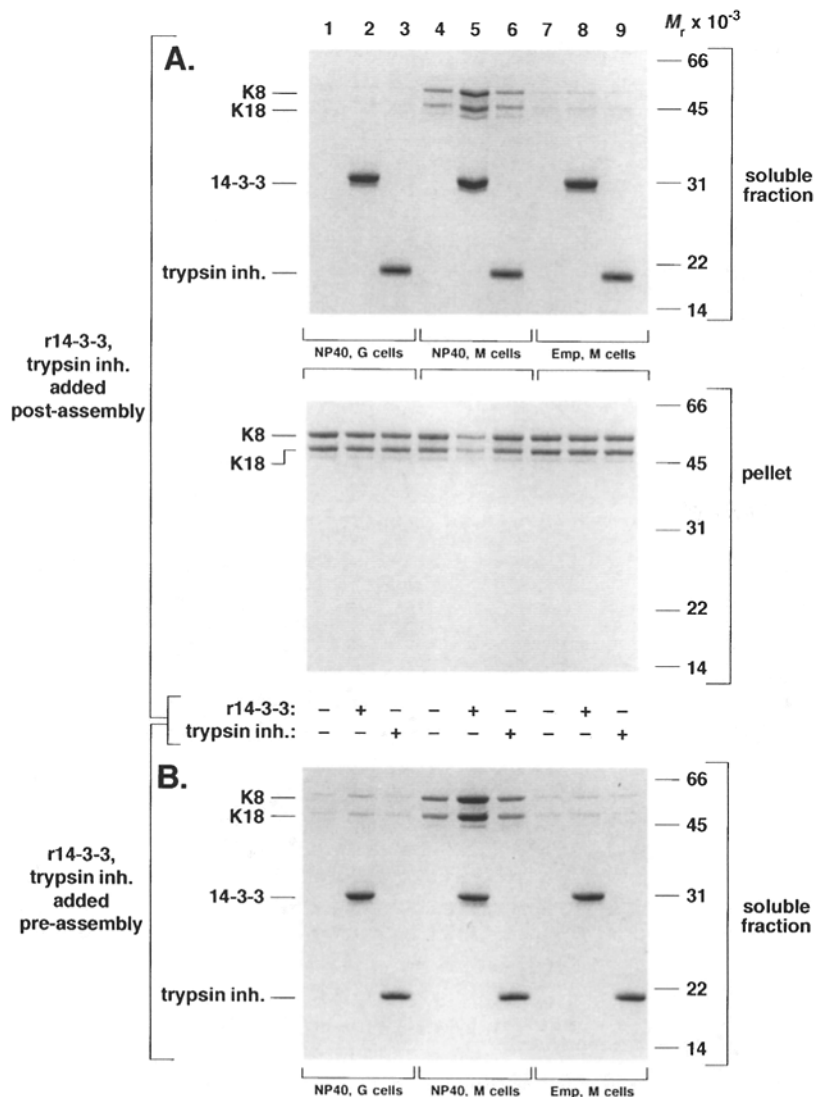 1 2 3 4 5 6 7 8 9 Mr x 10-3
A.
K8
K18
14-3-3
trypsin inh.
66
45
31
22
14
soluble
fraction
NP40, G cells NP40, M cells Emp, M cells
r14-3-3,
trypsin inh.
added
post-assembly
K8
K18
66
45
31
22
14
pellet
r14-3-3: – + – – + – – + –
trypsin inh.: – – + – – + – – +
B.
K8
K18
14-3-3
trypsin inh.
66
45
31
22
14
soluble
fraction
r14-3-3,
trypsin inh.
added
pre-assembly
NP40, G cells NP40, M cells Emp, M cells